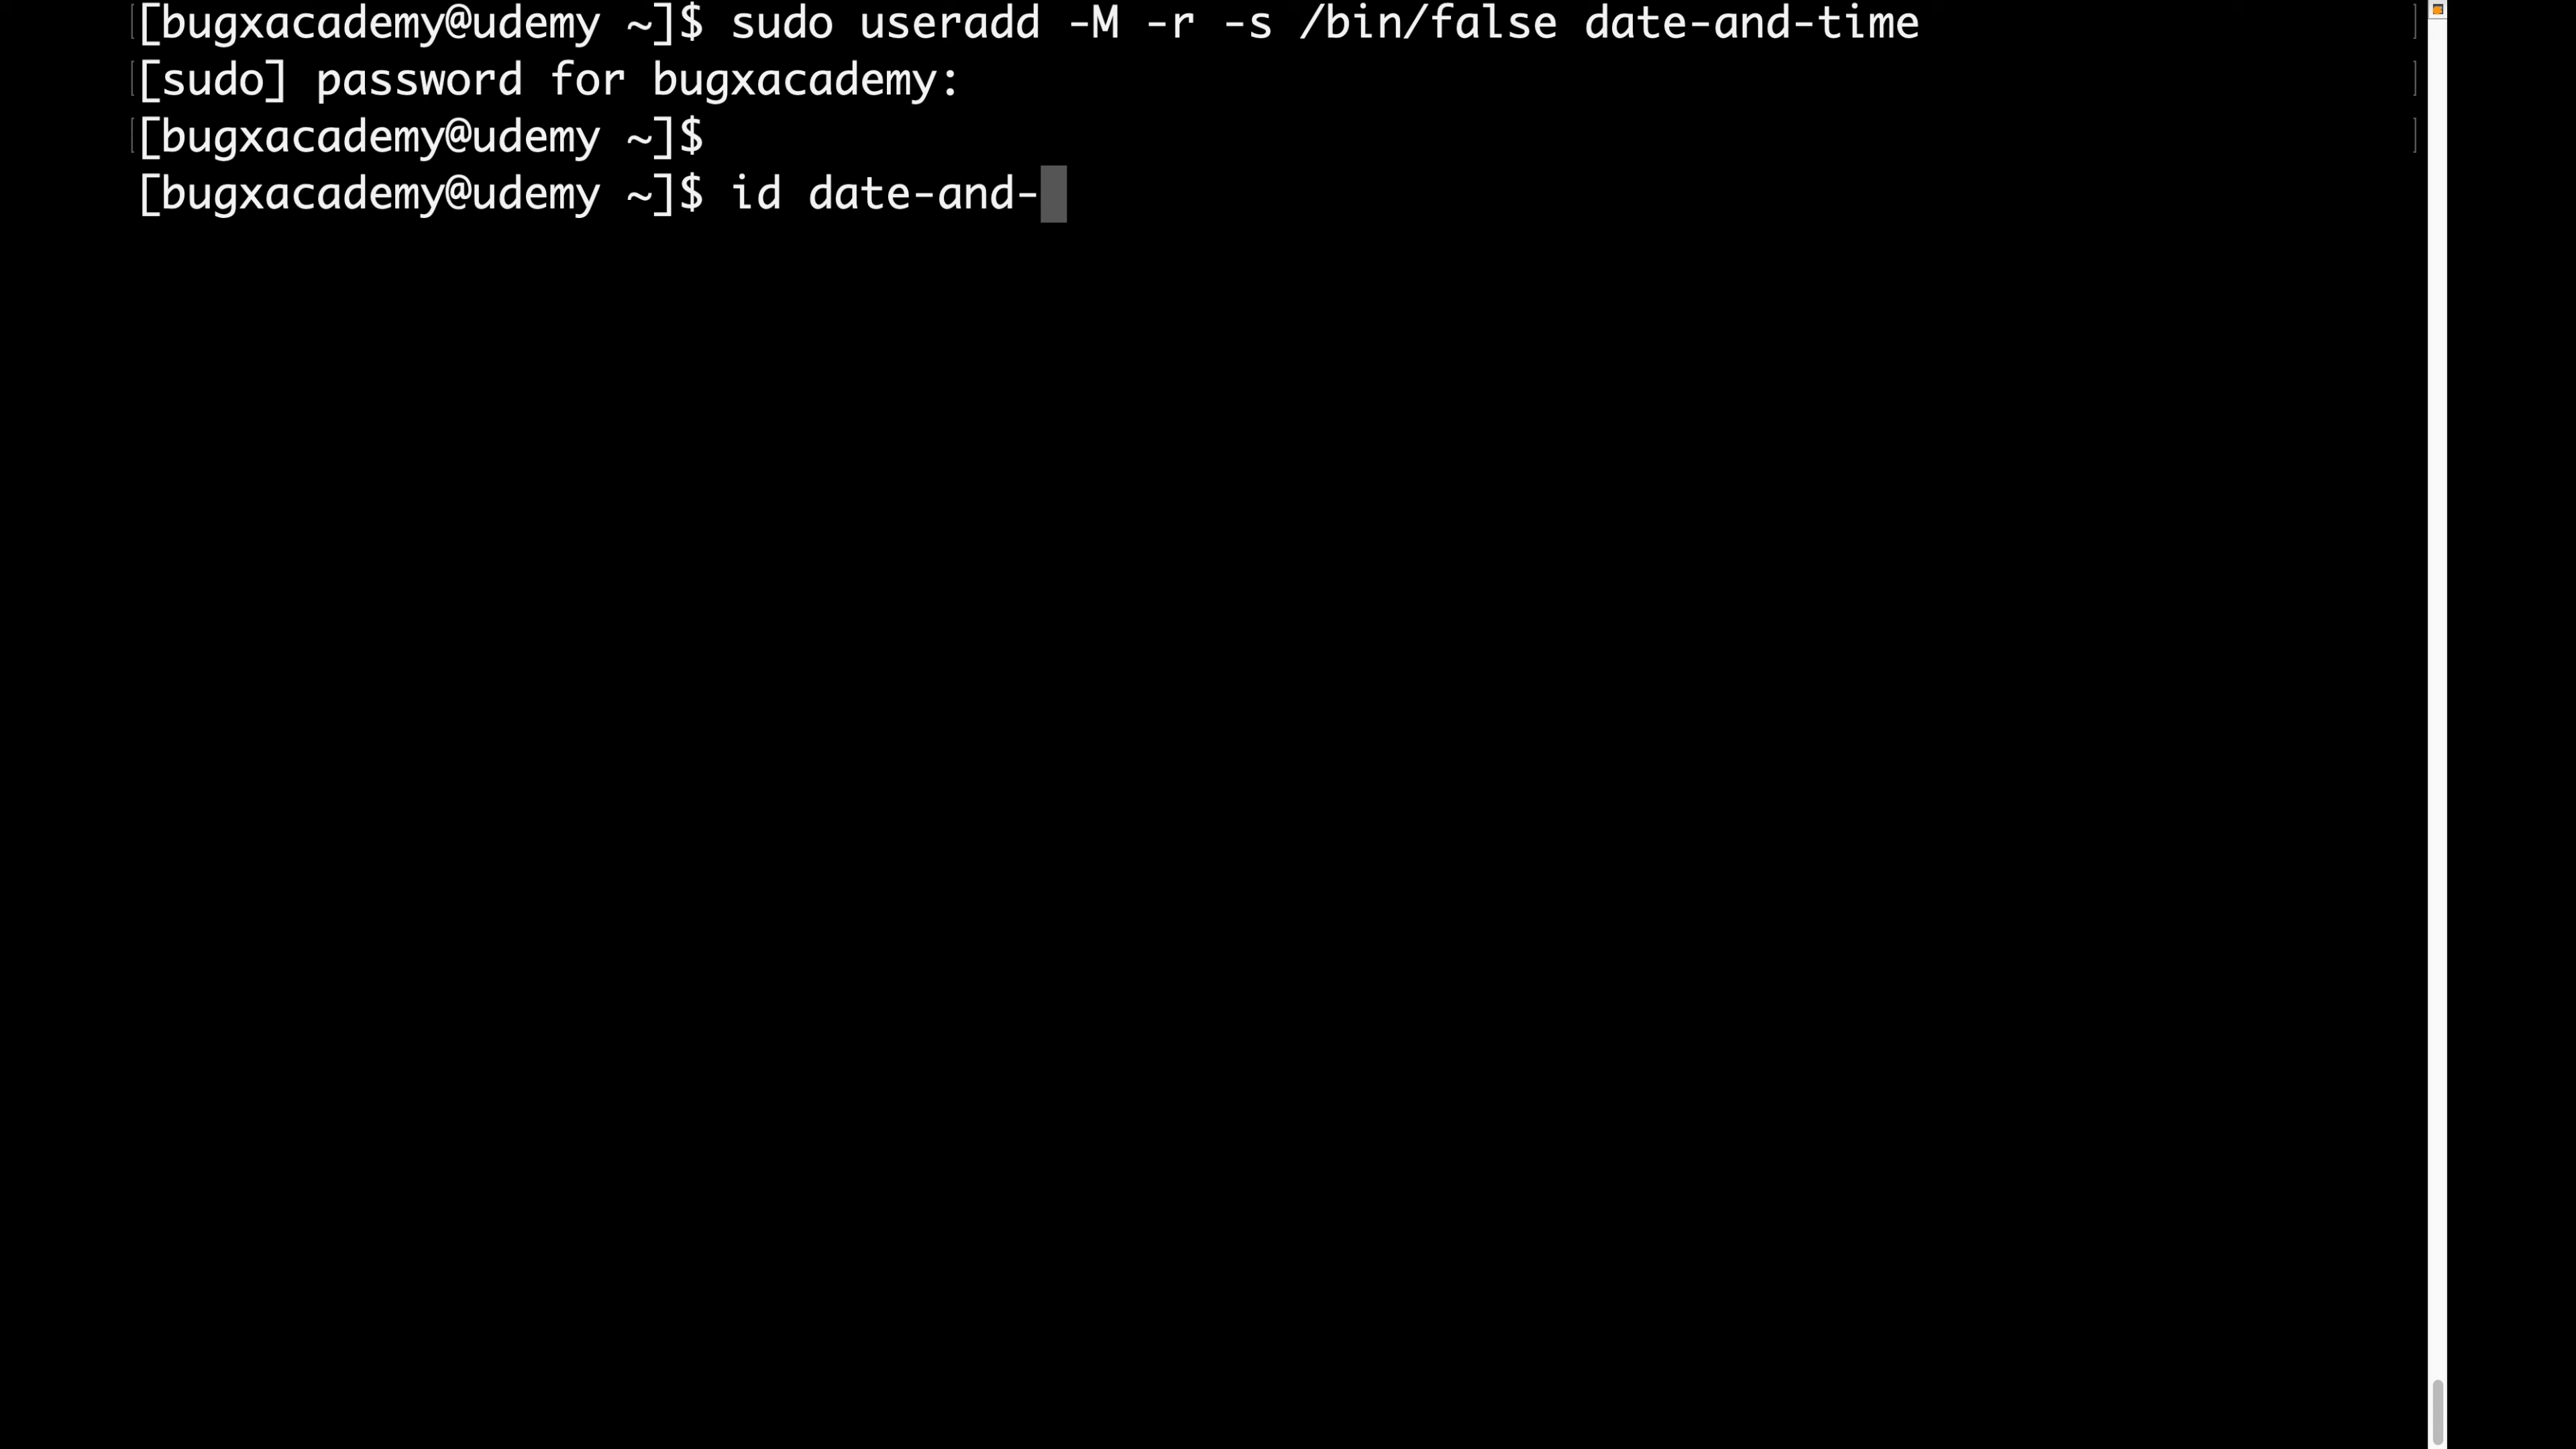 [bugxacademy@udemy ~]$ sudo useradd -M -r -s /bin/false date-and-time
[sudo] password for bugxacademy:
[bugxacademy@udemy ~]$
[bugxacademy@udemy ~]$ id date-and-